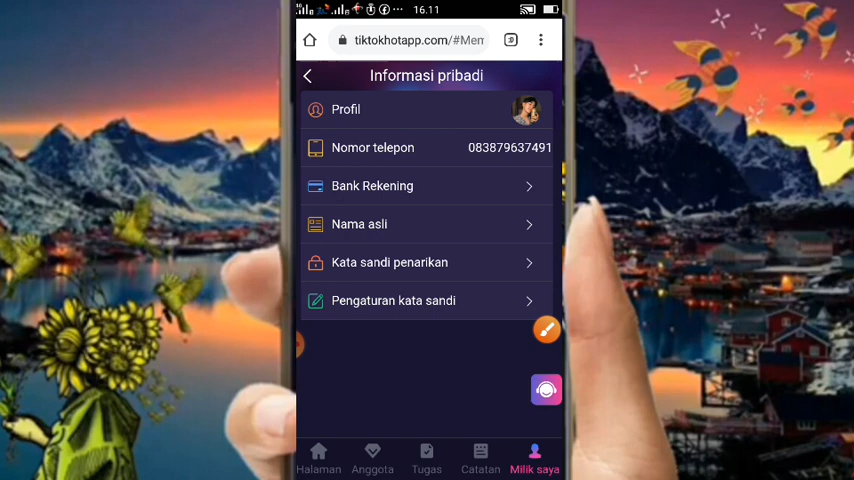 16.11
tiktokhotapp.com/#Mem
:D
Informasi pribadi
Profil
Nomor telepon 083879637491
Bank Rekening
Nama asli
Kata sandi penarikan
Pengaturan kata sandi
Halaman Anggota Tugas Catatan Milik saya